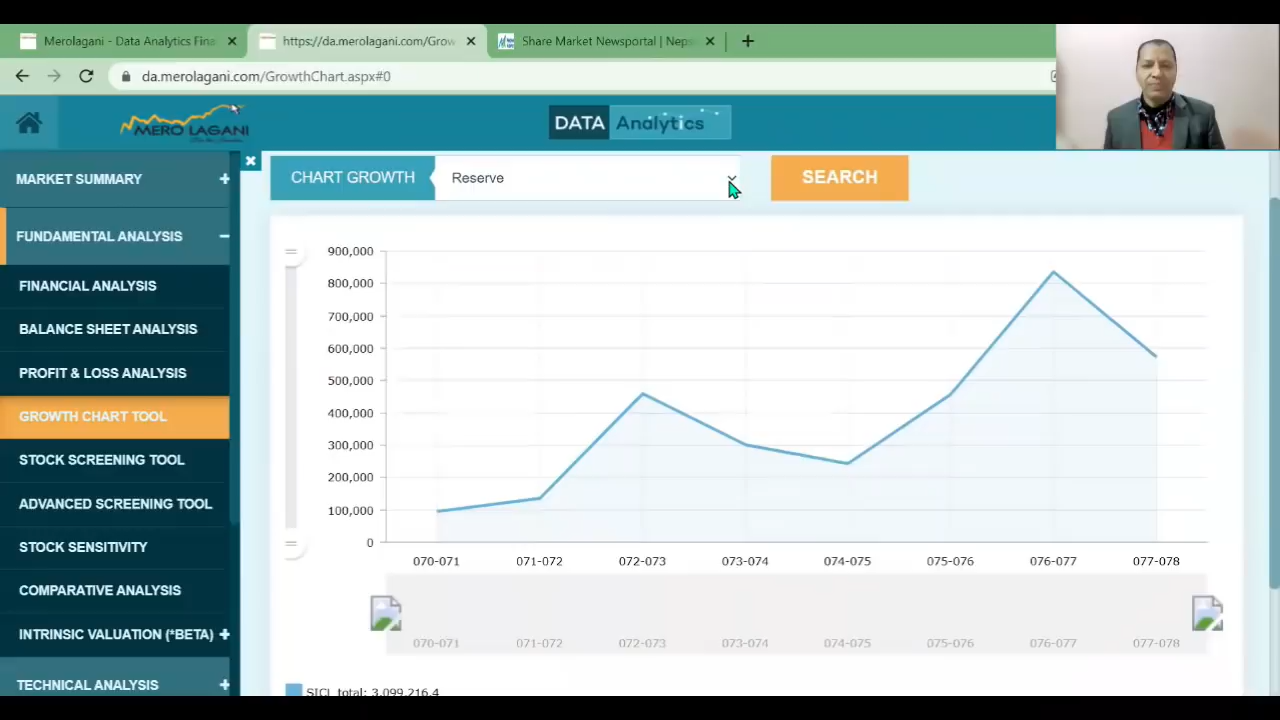 Merolagani - Data Analytics Fina
https://da.merolagani.com/Grow
Share Market Newsportal | Neps
da.merolagani.com/GrowthChart.aspx#0
MERO LAGANI
DATA Analytics
MARKET SUMMARY +
FUNDAMENTAL ANALYSIS −
FINANCIAL ANALYSIS
BALANCE SHEET ANALYSIS
PROFIT & LOSS ANALYSIS
GROWTH CHART TOOL
STOCK SCREENING TOOL
ADVANCED SCREENING TOOL
STOCK SENSITIVITY
COMPARATIVE ANALYSIS
INTRINSIC VALUATION (*BETA) +
TECHNICAL ANALYSIS +
CHART GROWTH Reserve SEARCH
900,000
800,000
700,000
600,000
500,000
400,000
300,000
200,000
100,000
0
070-071 071-072 072-073 073-074 074-075 075-076 076-077 077-078
070-071 071-072 072-073 073-074 074-075 075-076 076-077 077-078
SICL total: 3,099,216.4